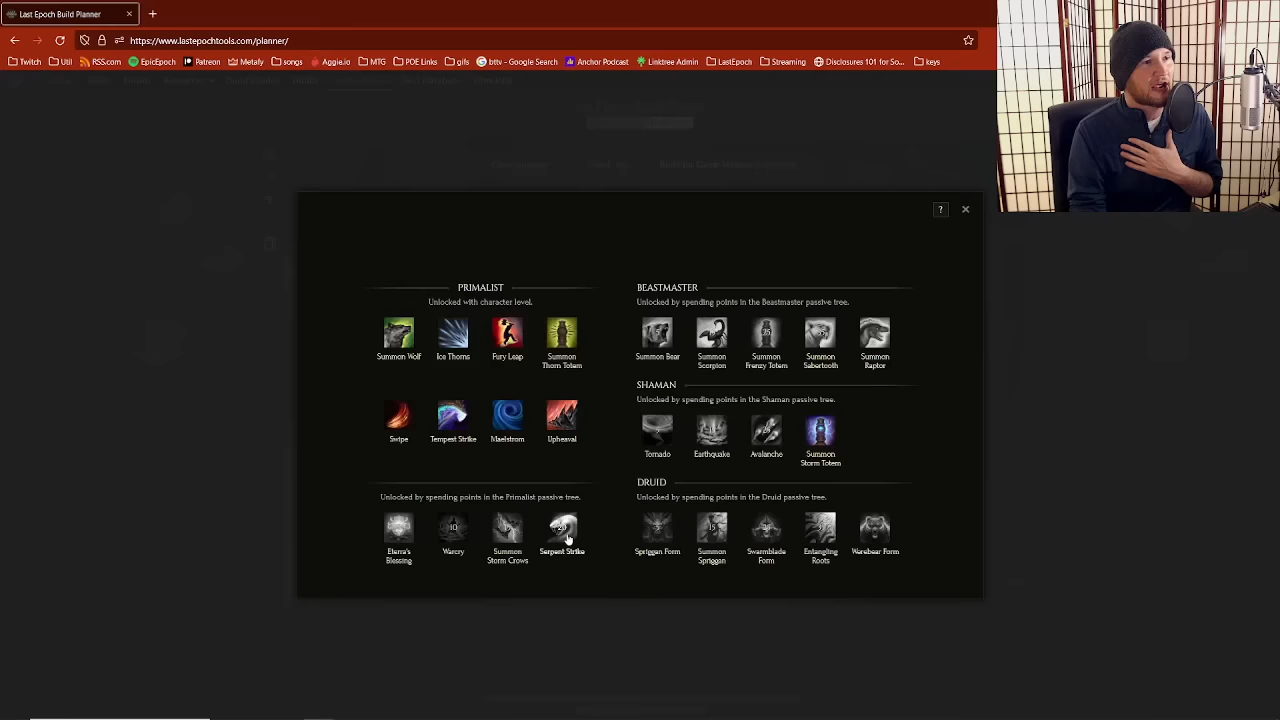 Last Epoch Build Planner
https://www.lastepochtools.com/planner/
Twitch Util RSS.com EpicEpoch Patreon Metafy songs Aggie.io MTG POE Links gifs bttv - Google Search Anchor Podcast Linktree Admin LastEpoch Streaming Disclosures 101 for So... keys
?
PRIMALIST
Unlocked with character level.
Summon Wolf Ice Thorns Fury Leap Summon Thorn Totem
Swipe Tempest Strike Maelstrom Upheaval
Unlocked by spending points in the Primalist passive tree.
10
20
Eterra's Blessing Warcry Summon Storm Crows Serpent Strike
BEASTMASTER
Unlocked by spending points in the Beastmaster passive tree.
Summon Bear Summon Scorpion Summon Frenzy Totem Summon Sabertooth Summon Raptor
SHAMAN
Unlocked by spending points in the Shaman passive tree.
Tornado Earthquake Avalanche Summon Storm Totem
DRUID
Unlocked by spending points in the Druid passive tree.
Spriggan Form Summon Spriggan Swarmblade Form Entangling Roots Werebear Form